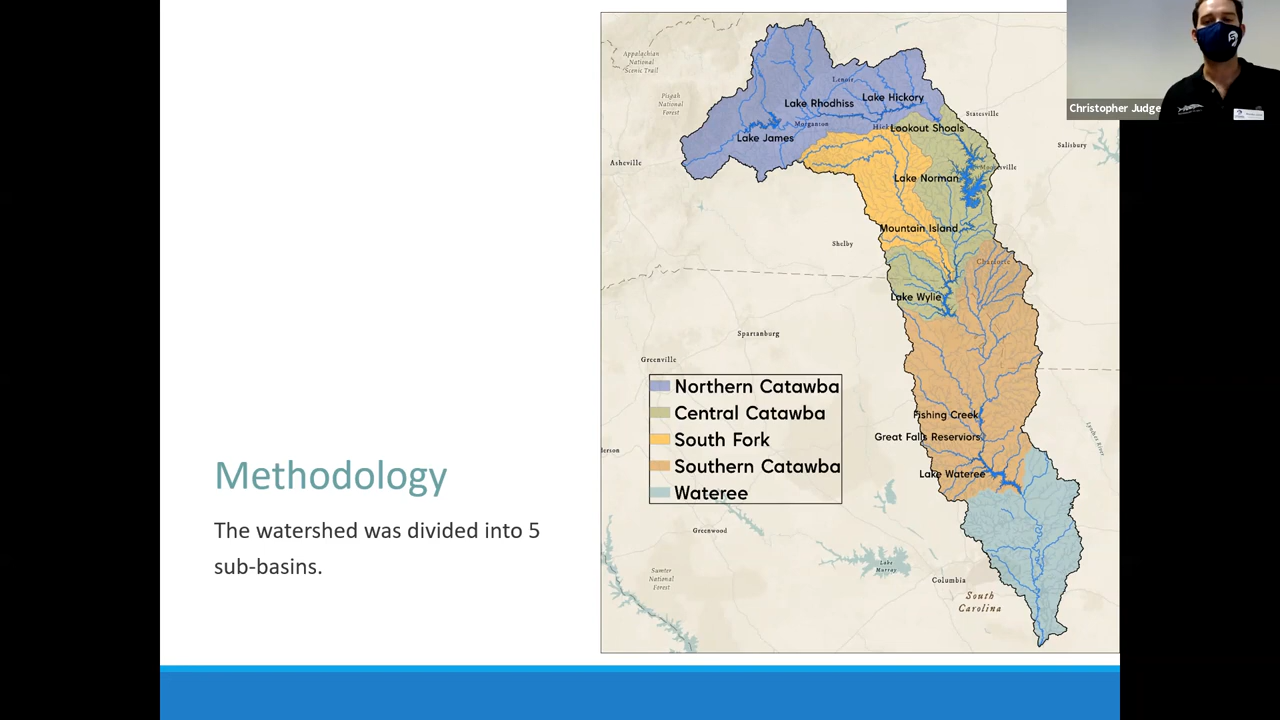 Methodology
The watershed was divided into 5
sub-basins.
Appalachian
National
Scenic Trail
Pisgah
National
Forest
Lenoir
Lake Rhodhiss
Lake Hickory
Morganton
Lake James
Lookout Shoals
Statesville
Salisbury
Asheville
Lake Norman
Mountain Island
Shelby
Charlotte
Lake Wylie
Spartanburg
Greenville
Northern Catawba
Central Catawba
South Fork
Southern Catawba
Wateree
Fishing Creek
Great Falls Reserviors
Lake Wateree
Lynches River
Greenwood
Sumter
National
Forest
Lake
Murray
Columbia
South
Carolina
Christopher Judge